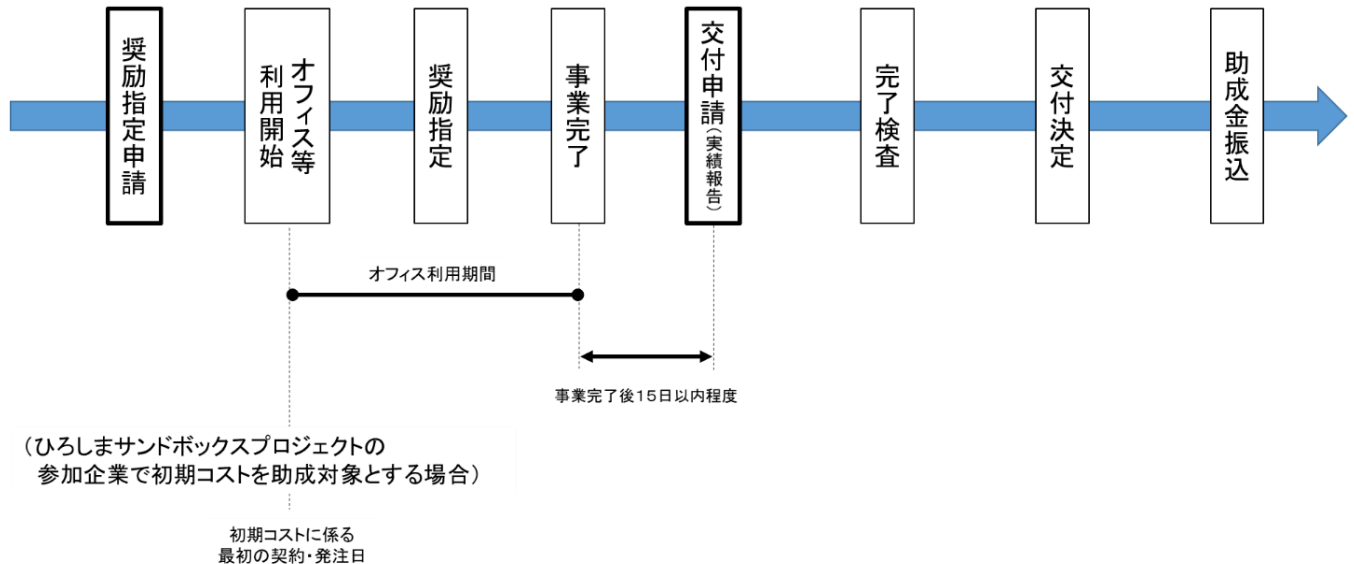 奨励指定申請
オフィス等
利用開始
奨励指定
事業完了
交付申請(実績報告)
完了検査
交付決定
助成金振込
オフィス利用期間
事業完了後15日以内程度
(ひろしまサンドボックスプロジェクトの
参加企業で初期コストを助成対象とする場合)
初期コストに係る
最初の契約・発注日